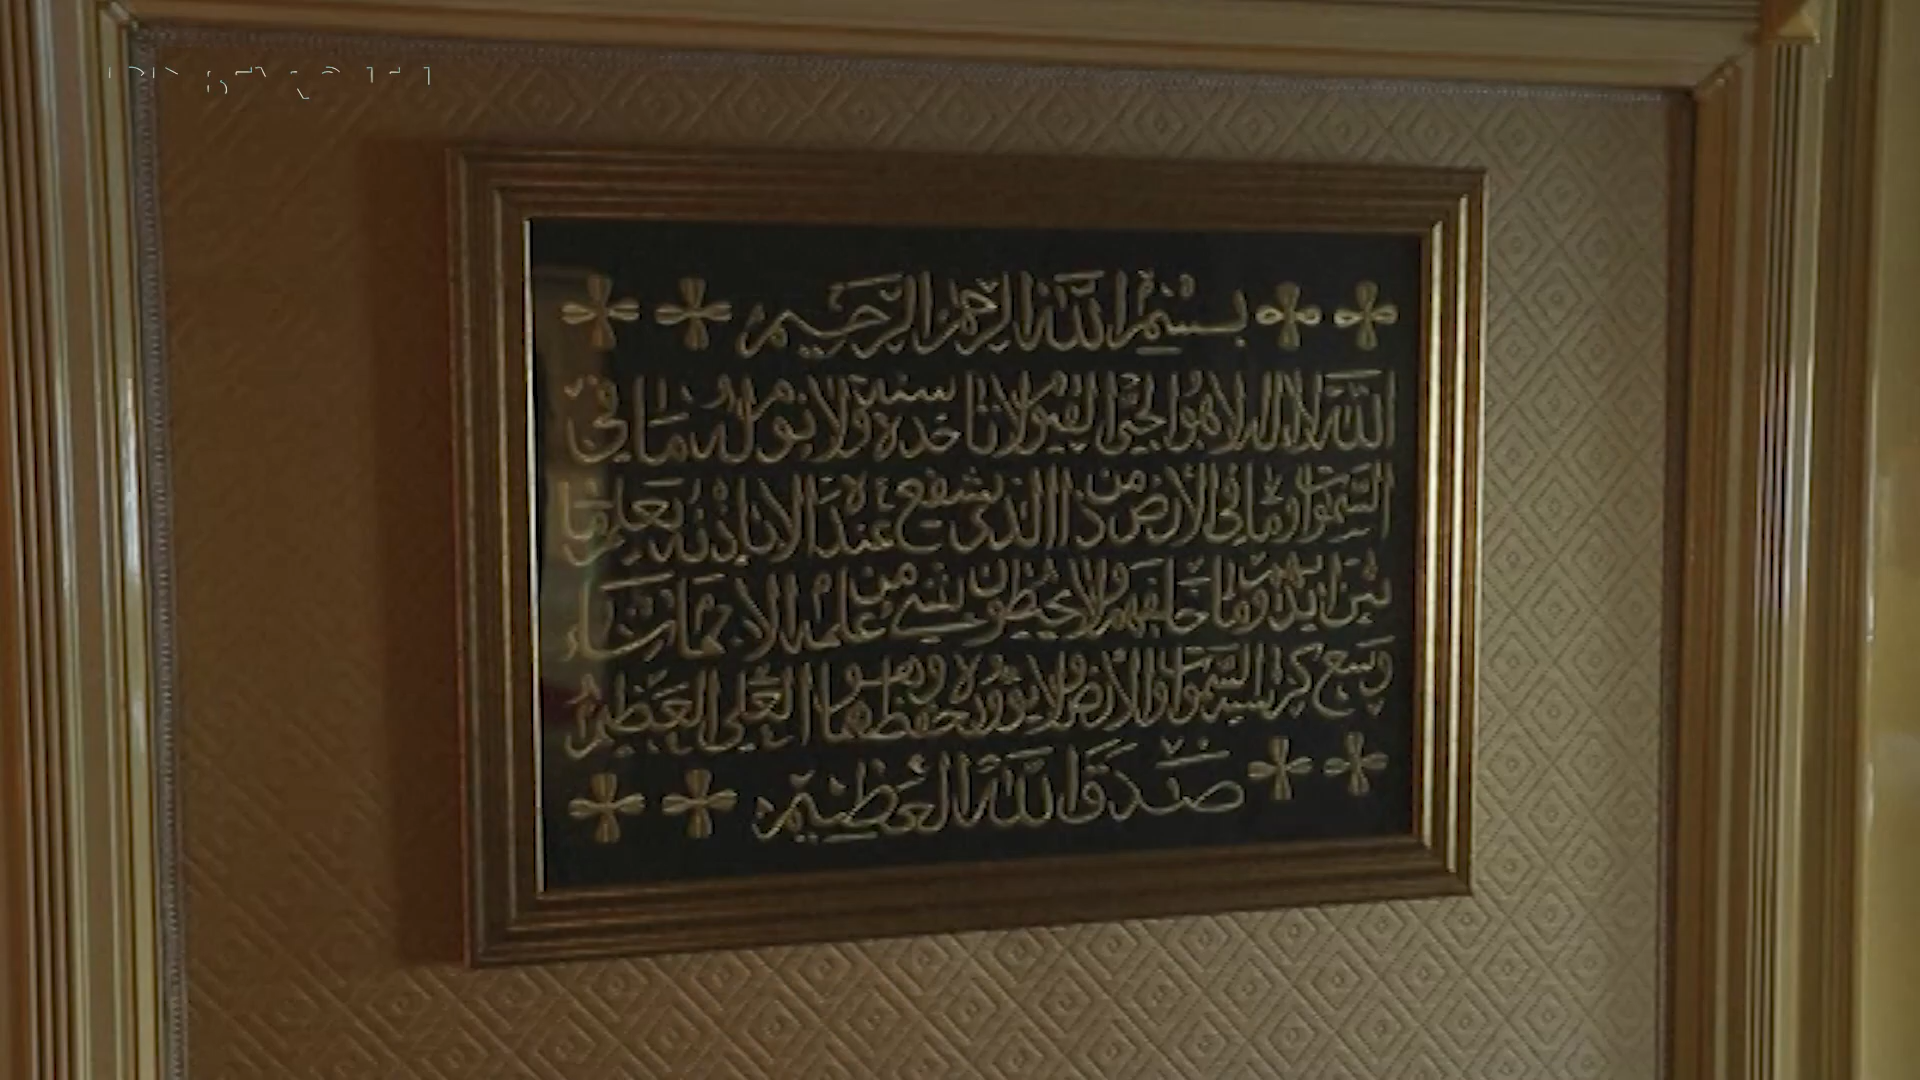 بسم الله الرحمن الرحيم
الله لا إله إلا هو الحي القيوم لا تأخذه سنة ولا نوم له ما في
السموات وما في الأرض من ذا الذي يشفع عنده إلا بإذنه يعلم ما
بين أيديهم وما خلفهم ولا يحيطون بشيء من علمه إلا بما شاء
وسع كرسيه السموات والأرض ولا يؤوده حفظهما وهو العلي العظيم
صدق الله العظيم